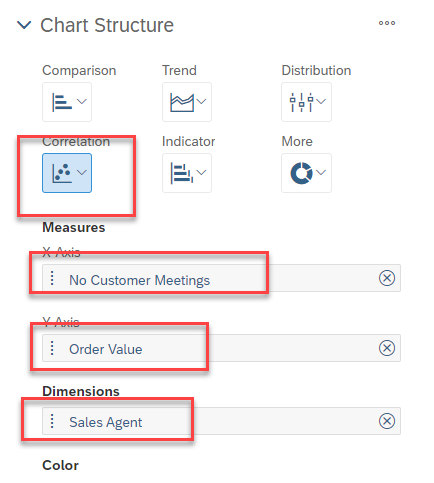 Chart Structure
Comparison Trend Distribution
Correlation Indicator More
Measures
X-Axis
No Customer Meetings
Y-Axis
Order Value
Dimensions
Sales Agent
Color